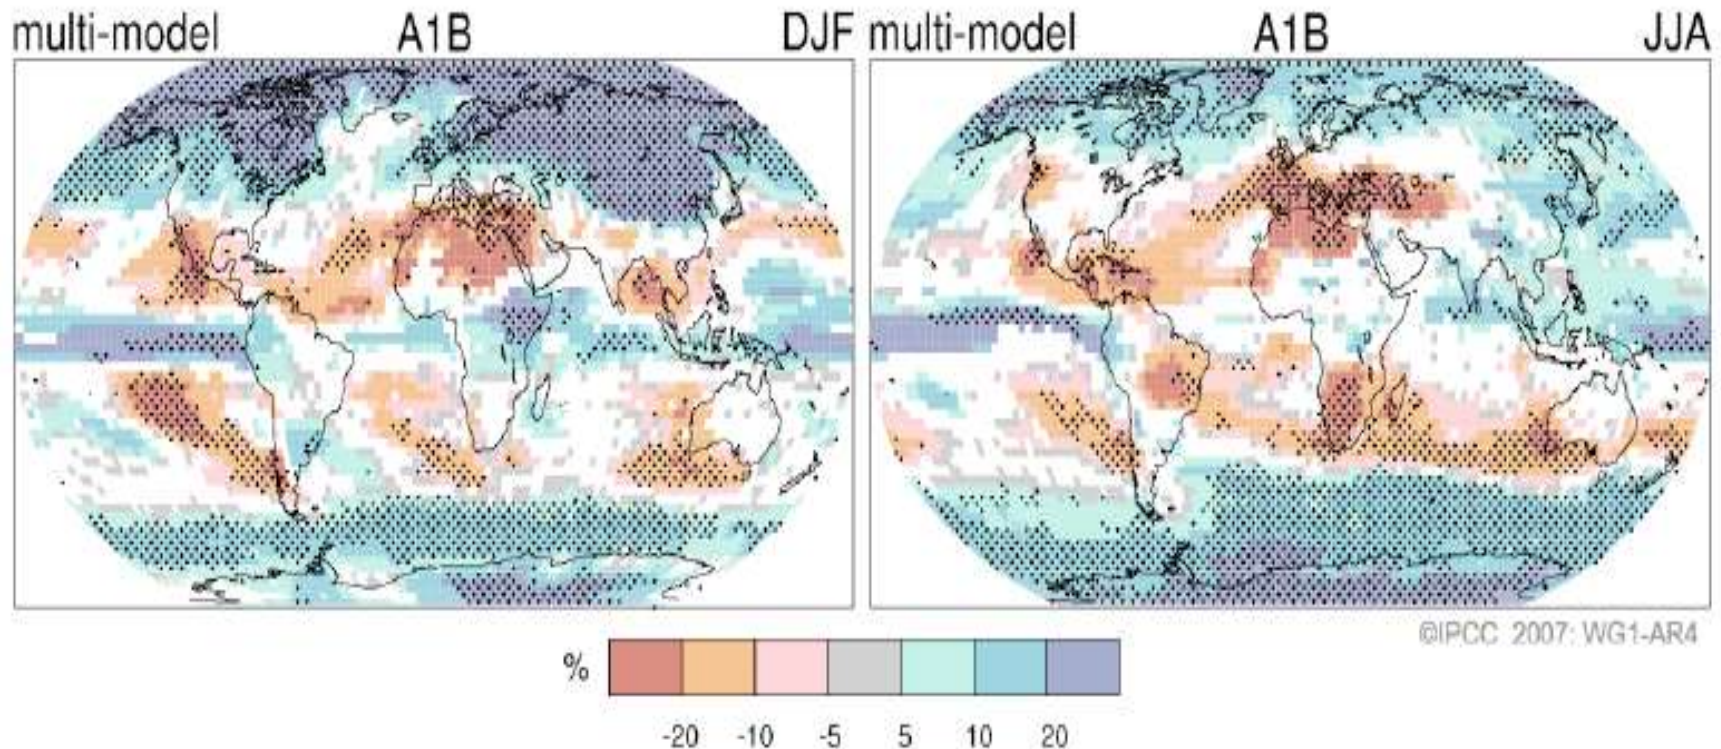 multi-model A1B DJF multi-model A1B JJA
©IPCC 2007: WG1-AR4
%
-20 -10 -5 5 10 20